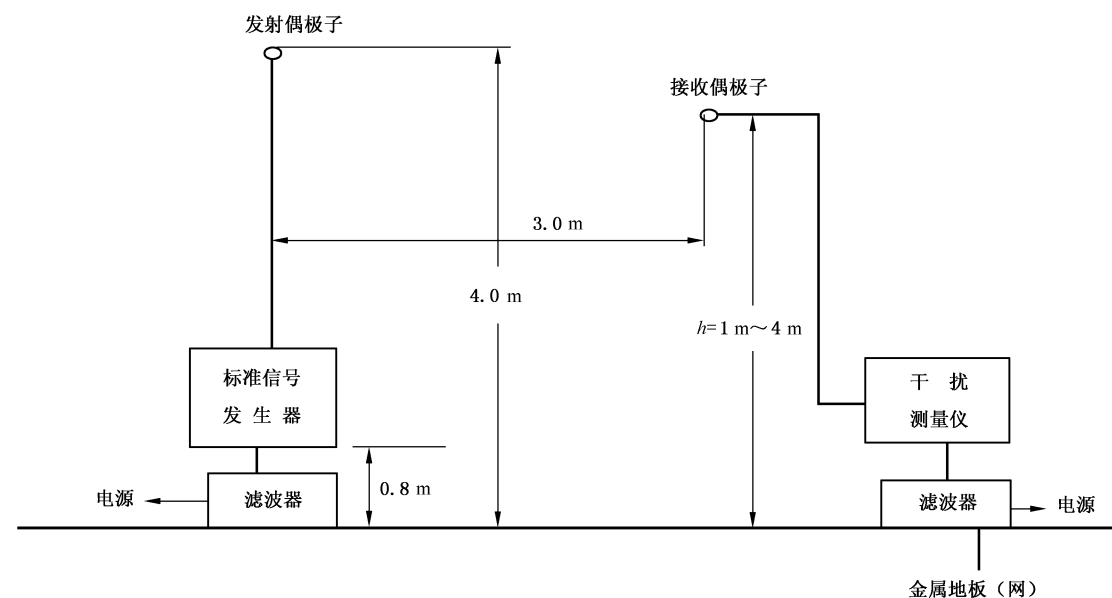 发射偶极子
接收偶极子
3.0 m
4.0 m
h=1 m～4 m
标准信号
发生器
干扰
测量仪
0.8 m
电源
滤波器
滤波器
电源
金属地板（网）